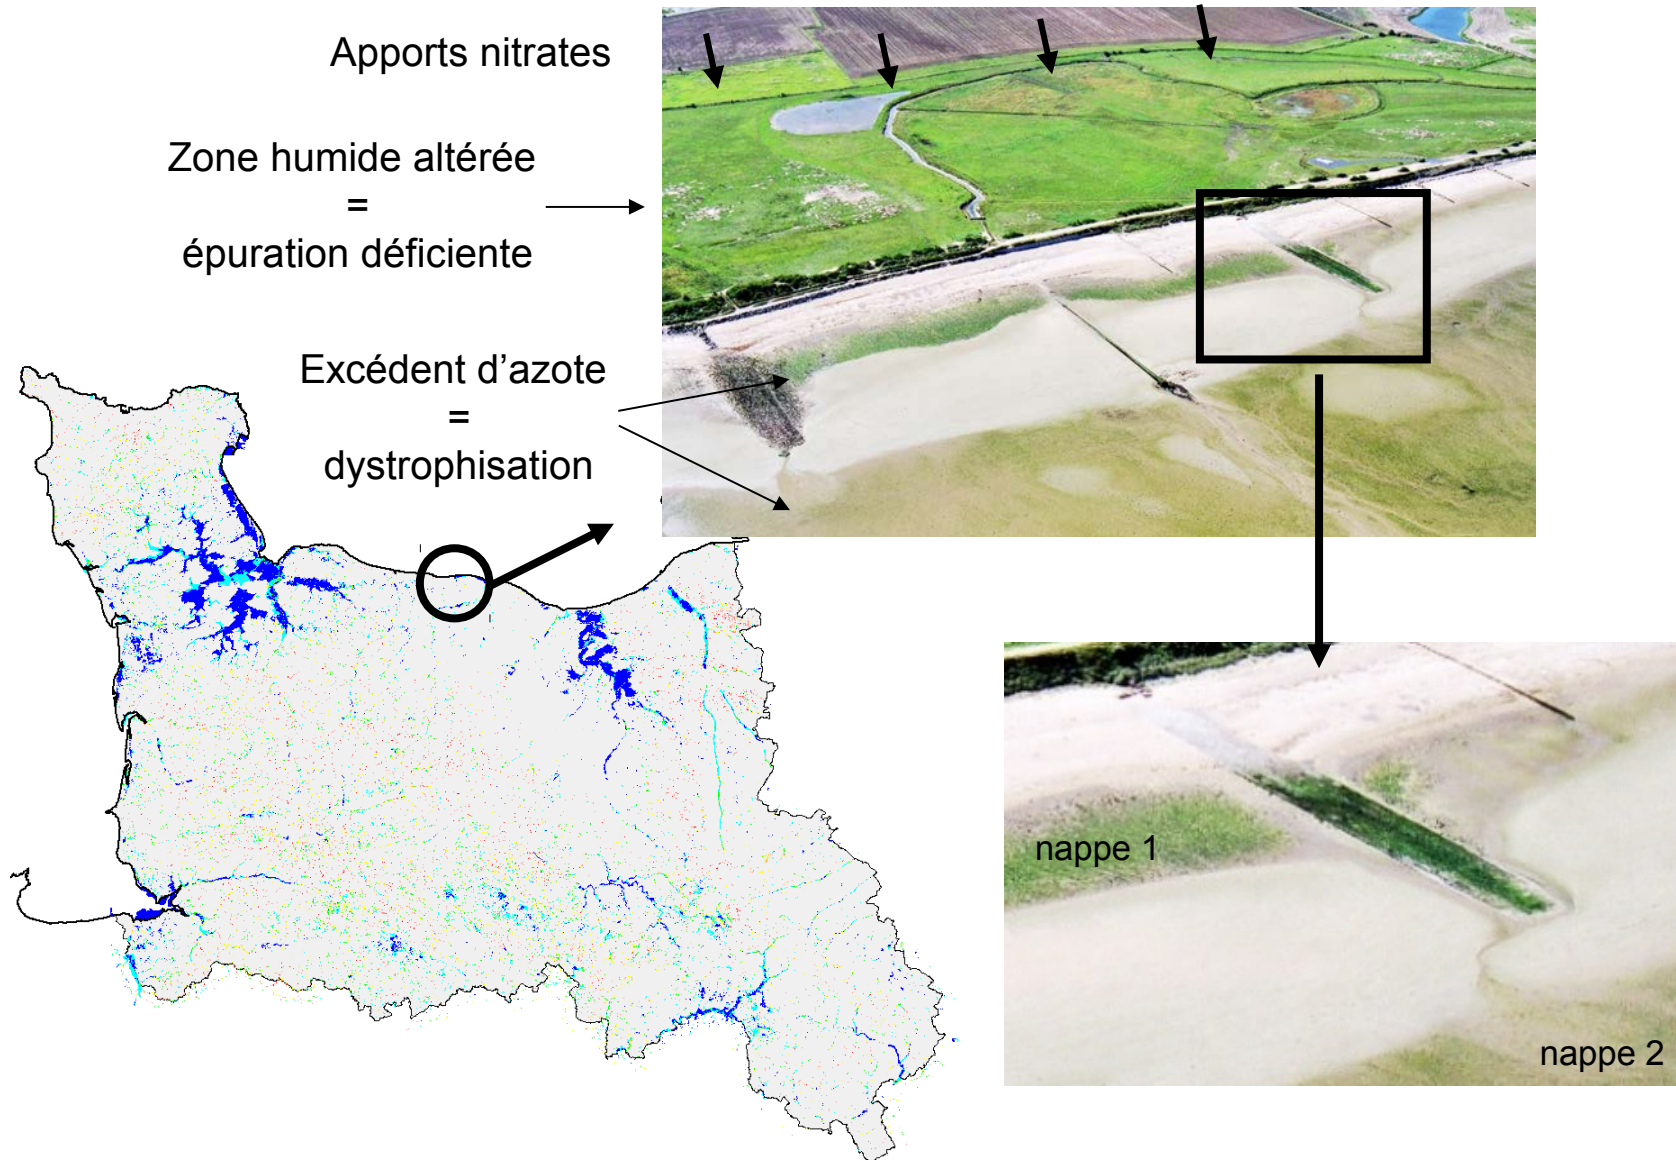 Apports nitrates
Zone humide altérée
=
épuration déficiente
Excédent d’azote
=
dystrophisation
nappe 1
nappe 2